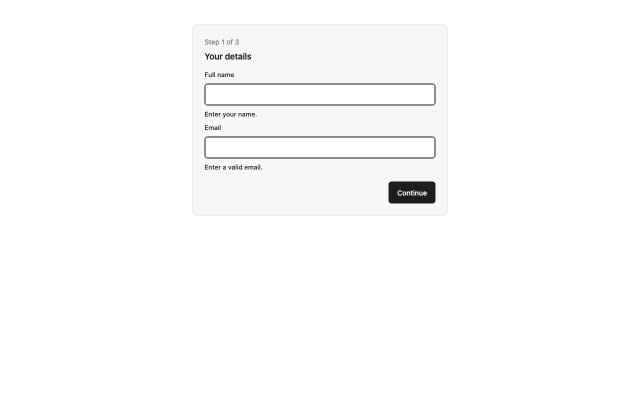 Step 1 of 3
Your details
Full name
Enter your name.
Email
Enter a valid email.
Continue